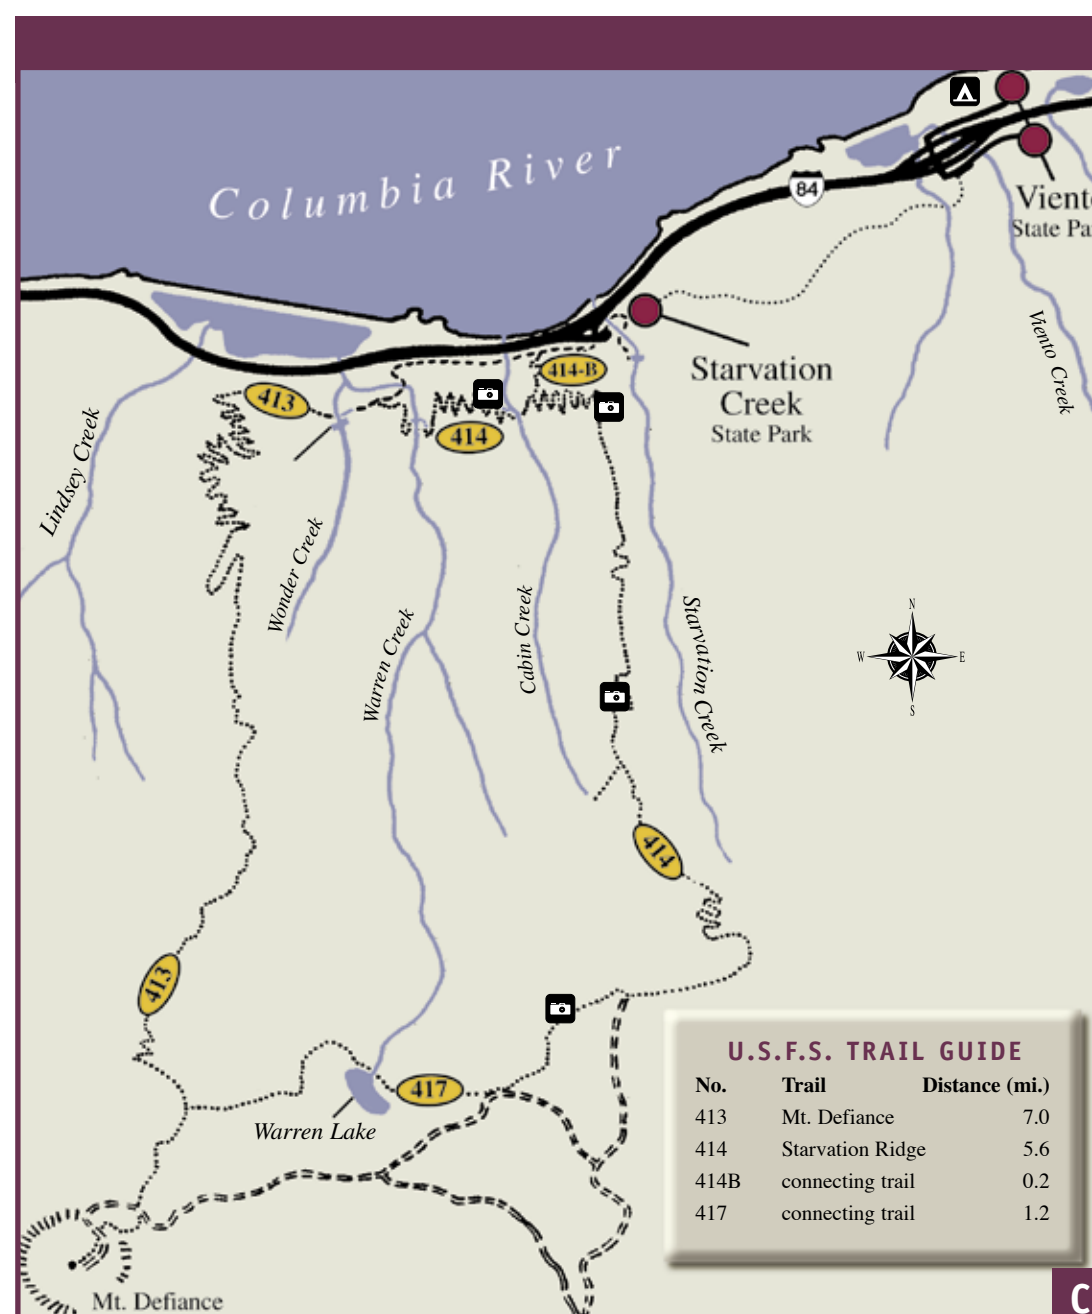 Columbia River
84
Vient
State Pa
Viento Creek
Starvation
Creek
State Park
413
414-B
414
Lindsey Creek
Wonder Creek
Warren Creek
Cabin Creek
Starvation Creek
N
W
E
S
414
413
417
Warren Lake
Mt. Defiance
U.S.F.S. TRAIL GUIDE
No. Trail Distance (mi.)
413 Mt. Defiance 7.0
414 Starvation Ridge 5.6
414B connecting trail 0.2
417 connecting trail 1.2
C